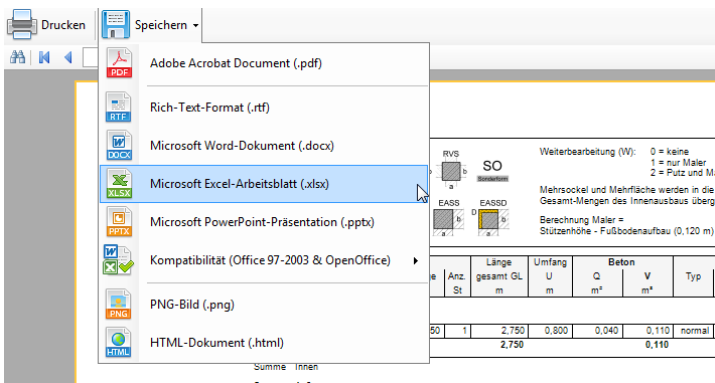 Drucken
Speichern
PDF
Adobe Acrobat Document (.pdf)
RTF
Rich-Text-Format (.rtf)
DOCX
Microsoft Word-Dokument (.docx)
XLSX
Microsoft Excel-Arbeitsblatt (.xlsx)
PPTX
Microsoft PowerPoint-Präsentation (.pptx)
Kompatibilität (Office 97-2003 & OpenOffice)
PNG
PNG-Bild (.png)
HTML
HTML-Dokument (.html)
RVS
b
a
SO
Sonderform
EASS
b
a
EASSD
D
b
a
Weiterbearbeitung (W): 0 = keine
1 = nur Maler
2 = Putz und
Mehrsockel und Mehrfläche werden in die
Gesamt-Mengen des Innenausbaus
Berechnung Maler =
Stützenhöhe - Fußbodenaufbau (0,120 m)
Länge Umfang Beton
Anz. gesamt GL U Q V Typ
St m m m² m³
50 1 2,750 0,800 0,040 0,110 normal
2,750 0,110
Summe Innen